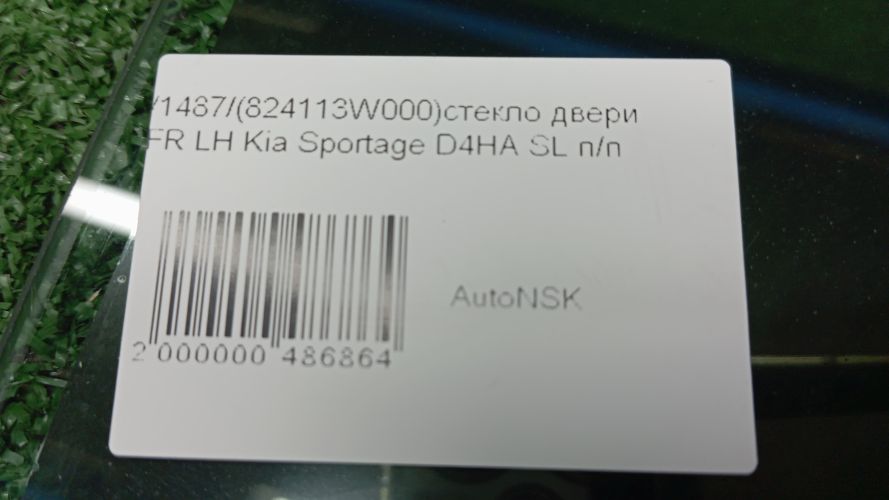 /1487/(824113W000)стекло двери
FR LH Kia Sportage D4HA SL п/п
AutoNSK
2 000000 486864